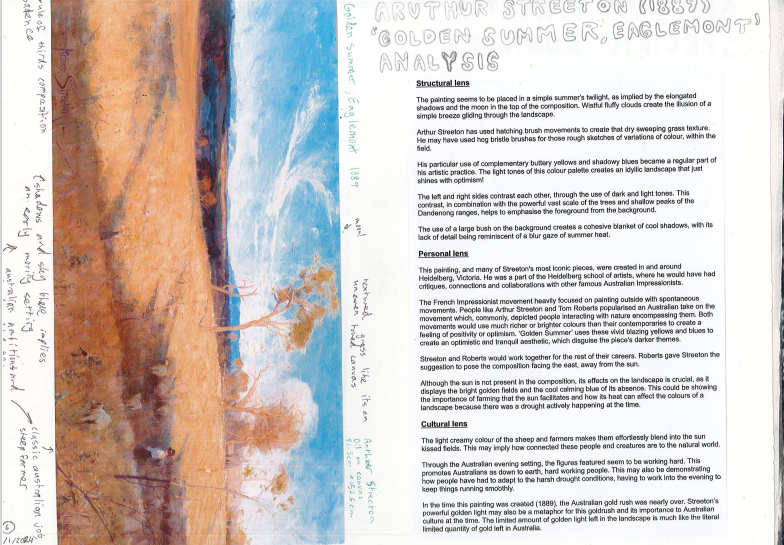 ARUTHUR STREETON (1889)
'GOLDEN SUMMER, EAGLEMONT'
ANALYSIS
Structural lens
The painting seems to be placed in a simple summer's twilight, as implied by the elongated
shadows and the moon in the top of the composition. Wistful fluffy clouds create the illusion of a
simple breeze gliding through the landscape.
Arthur Streeton has used hatching brush movements to create that dry sweeping grass texture.
He may have used hog bristle brushes for those rough sketches of variations of colour, within the
field.
His particular use of complementary buttery yellows and shadowy blues became a regular part of
his artistic practice. The light tones of this colour palette creates an idyllic landscape that just
shines with optimism!
The left and right sides contrast each other, through the use of dark and light tones. This
contrast, in combination with the powerful vast scale of the trees and shallow peaks of the
Dandenong ranges, helps to emphasise the foreground from the background.
The use of a large bush on the background creates a cohesive blanket of cool shadows, with its
lack of detail being reminiscent of a blur gaze of summer heat.
Personal lens
This painting, and many of Streeton's most iconic pieces, were created in and around
Heidelberg, Victoria. He was a part of the Heidelberg school of artists, where he would have had
critiques, connections and collaborations with other famous Australian Impressionists.
The French Impressionist movement heavily focused on painting outside with spontaneous
movements. People like Arthur Streeton and Tom Roberts popularised an Australian take on the
movement which, commonly, depicted people interacting with nature encompassing them. Both
movements would use much richer or brighter colours than their contemporaries to create a
feeling of positivity or optimism. 'Golden Summer' uses these vivid blazing yellows and blues to
create an optimistic and tranquil aesthetic, which disguise the piece's darker themes.
Streeton and Roberts would work together for the rest of their careers. Roberts gave Streeton the
suggestion to pose the composition facing the east, away from the sun.
Although the sun is not present in the composition, its effects on the landscape is crucial, as it
displays the bright golden fields and the cool calming blue of its absence. This could be showing
the importance of farming that the sun facilitates and how its heat can affect the colours of a
landscape because there was a drought actively happening at the time.
Cultural lens
The light creamy colour of the sheep and farmers makes them effortlessly blend into the sun
kissed fields. This may imply how connected these people and creatures are to the natural world.
Through the Australian evening setting, the figures featured seem to be working hard. This
promotes Australians as down to earth, hard working people. This may also be demonstrating
how people have had to adapt to the harsh drought conditions, having to work into the evening to
keep things running smoothly.
In the time this painting was created (1889), the Australian gold rush was nearly over. Streeton's
powerful golden light may also be a metaphor for this goldrush and its importance to Australian
culture at the time. The limited amount of golden light left in the landscape is much like the literal
limited quantity of gold left in Australia.
Golden Summer, Eaglemont 1889
moon
textured grass like its on
uneven toned canvas
Arthur Streeton
Oil on canvas
rule of thirds composition
shadows and sky blue implies
an early morning setting
australian ambitions and
classic australian job
sheep farmer